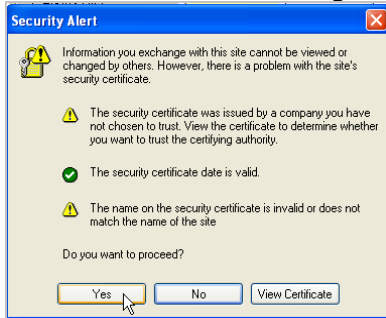 Security Alert
Information you exchange with this site cannot be viewed or
changed by others. However, there is a problem with the site's
security certificate.
The security certificate was issued by a company you have
not chosen to trust. View the certificate to determine whether
you want to trust the certifying authority.
The security certificate date is valid.
The name on the security certificate is invalid or does not
match the name of the site
Do you want to proceed?
Yes No View Certificate